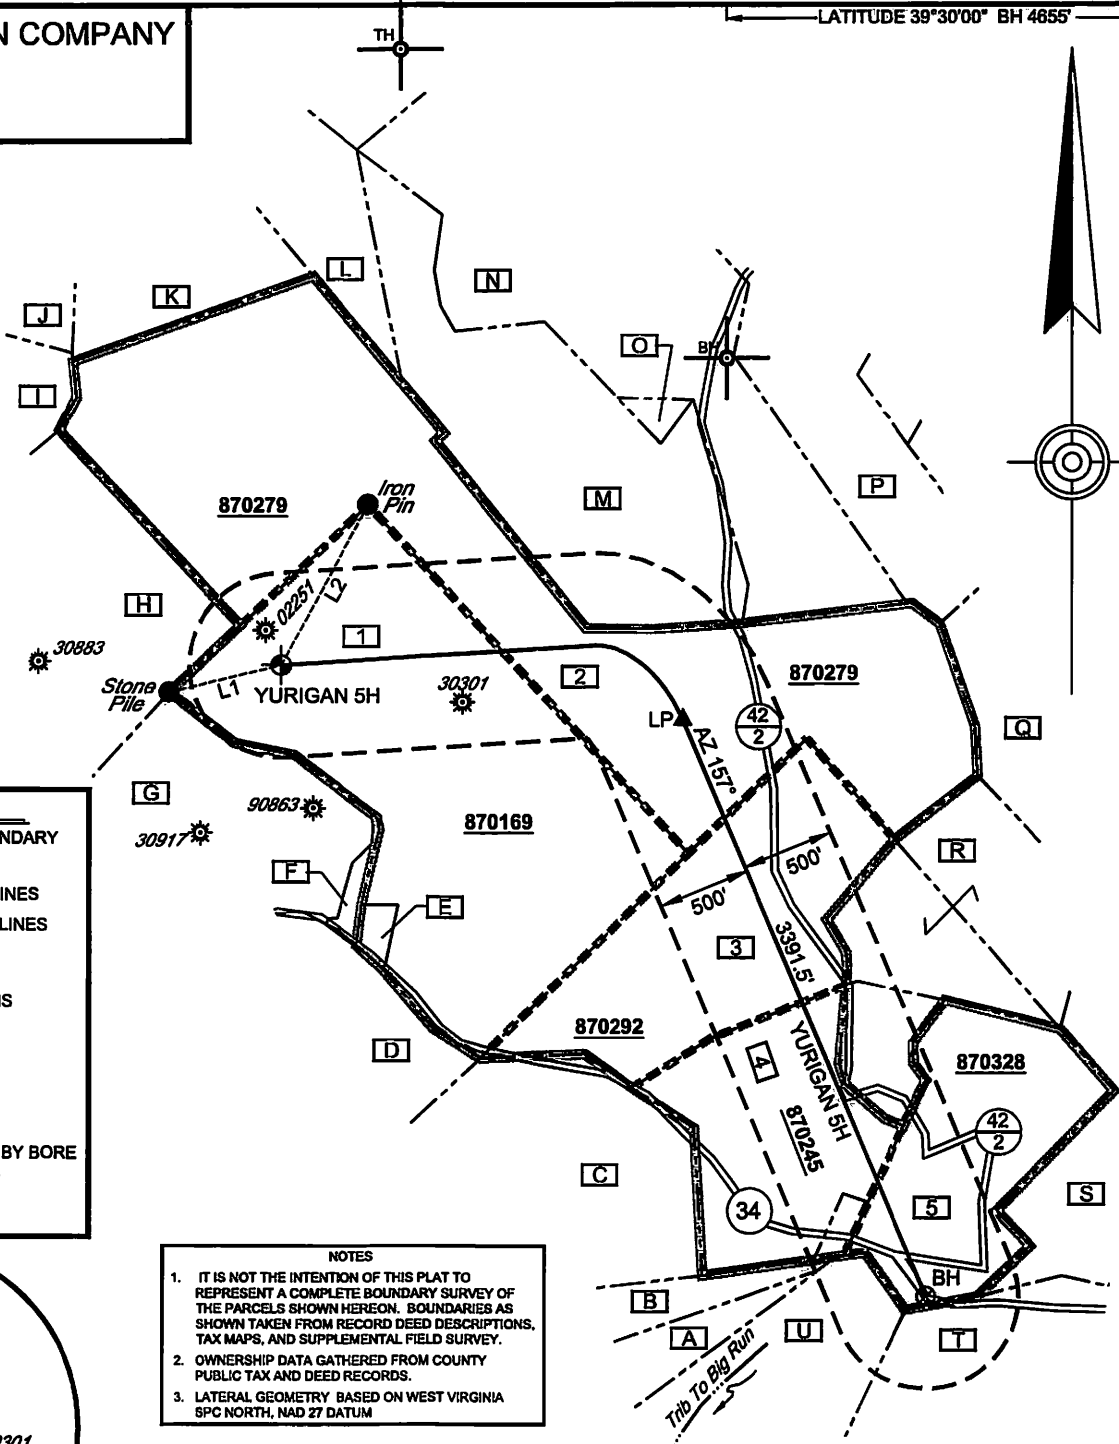 N COMPANY
LATITUDE 39°30'00" BH 4655'
TH
L
K
N
J
O
BH
I
P
870279
Iron
Pin
M
H
02251
L2
1
30883
870279
2
30301
Stone
Pile
L1
YURIGAN 5H
LP
42
2
Q
AZ 157°
G
90863
870169
30917
NDARY
R
500'
500'
F
INES
E
LINES
3
3391.5'
IS
870292
D
4
YURIGAN 5H
870328
870245
42
2
BY BORE
C
S
34
5
NOTES
1. IT IS NOT THE INTENTION OF THIS PLAT TO
REPRESENT A COMPLETE BOUNDARY SURVEY OF
THE PARCELS SHOWN HEREON. BOUNDARIES AS
SHOWN TAKEN FROM RECORD DEED DESCRIPTIONS,
TAX MAPS, AND SUPPLEMENTAL FIELD SURVEY.
2. OWNERSHIP DATA GATHERED FROM COUNTY
PUBLIC TAX AND DEED RECORDS.
3. LATERAL GEOMETRY BASED ON WEST VIRGINIA
SPC NORTH, NAD 27 DATUM
BH
B
A
U
T
Trib To Big Run